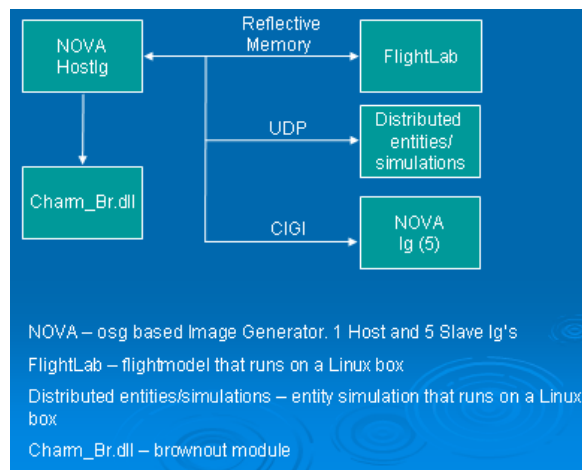 NOVA
HostIg
Reflective
Memory
FlightLab
UDP
Distributed
entities/
simulations
Charm_Br.dll
CIGI
NOVA
Ig (5)
NOVA – osg based Image Generator. 1 Host and 5 Slave Ig's
FlightLab – flightmodel that runs on a Linux box
Distributed entities/simulations – entity simulation that runs on a Linux
box
Charm_Br.dll – brownout module